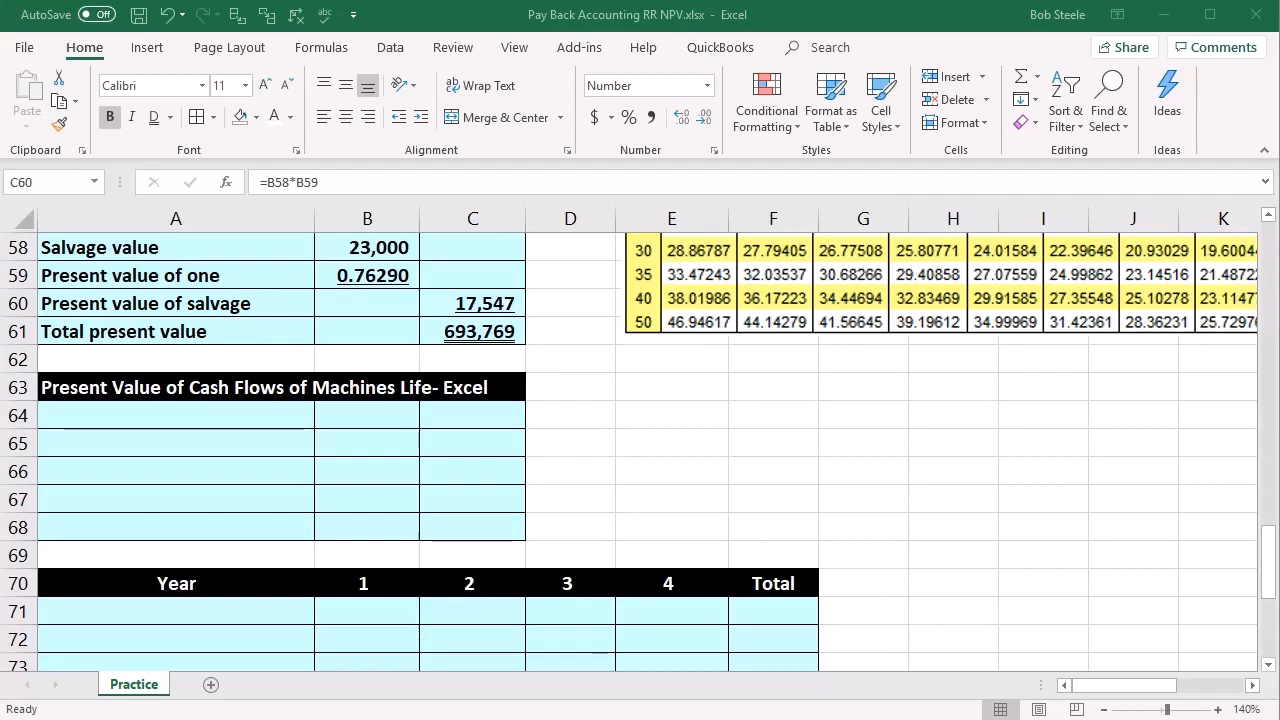 AutoSave Off Pay Back Accounting RR NPV.xlsx - Excel Bob Steele
File Home Insert Page Layout Formulas Data Review View Add-ins Help QuickBooks Search Share Comments
Paste Calibri 11 Wrap Text Number Conditional Formatting Format as Table Cell Styles Insert Sort & Filter Find & Select Ideas
B I D A Merge & Center $ % Delete
Format
Clipboard Font Alignment Number Styles Cells Editing Ideas
C60 fx =B58*B59
A B C D E F G H I J K
58 Salvage value 23,000 30 28.86787 27.79405 26.77508 25.80771 24.01584 22.39646 20.93029 19.6004
59 Present value of one 0.76290 35 33.47243 32.03537 30.68266 29.40858 27.07559 24.99862 23.14516 21.4872
60 Present value of salvage 17,547 40 38.01986 36.17223 34.44694 32.83469 29.91585 27.35548 25.10278 23.1147
61 Total present value 693,769 50 46.94617 44.14279 41.56645 39.19612 34.99969 31.42361 28.36231 25.7297
62
63 Present Value of Cash Flows of Machines Life- Excel
64
65
66
67
68
69
70 Year 1 2 3 4 Total
71
72
73
Practice
Ready 140%